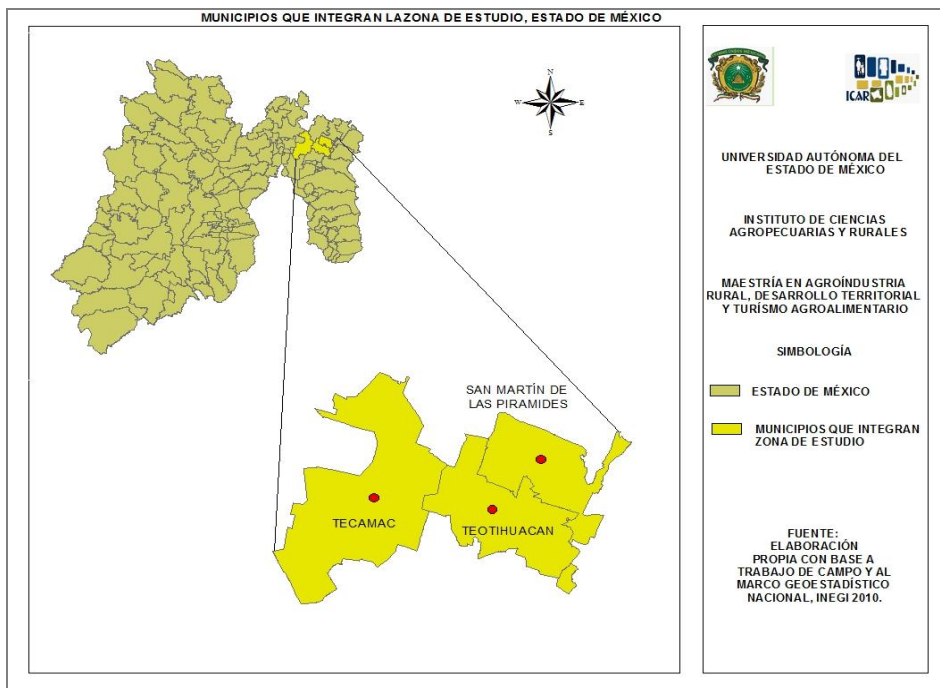 MUNICIPIOS QUE INTEGRAN LAZONA DE ESTUDIO, ESTADO DE MÉXICO
N
W
E
S
SAN MARTÍN DE
LAS PIRAMIDES
TECAMAC
TEOTIHUACAN
ICAR
UNIVERSIDAD AUTÓNOMA DEL
ESTADO DE MÉXICO
INSTITUTO DE CIENCIAS
AGROPECUARIAS Y RURALES
MAESTRÍA EN AGROÍNDUSTRIA
RURAL, DESARROLLO TERRITORIAL
Y TURÍSMO AGROALIMENTARIO
SIMBOLOGÍA
ESTADO DE MÉXICO
MUNICIPIOS QUE INTEGRAN
ZONA DE ESTUDIO
FUENTE:
ELABORACIÓN
PROPIA CON BASE A
TRABAJO DE CAMPO Y AL
MARCO GEOESTADÍSTICO
NACIONAL, INEGI 2010.